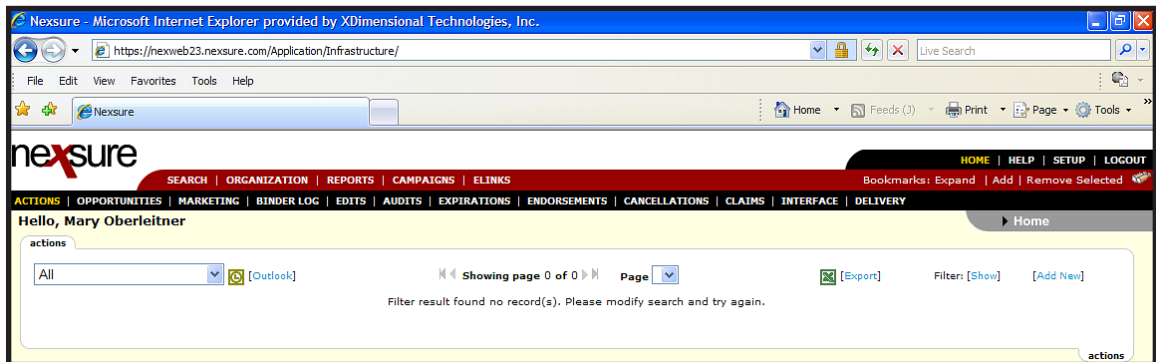 Nexsure - Microsoft Internet Explorer provided by XDimensional Technologies, Inc.
https://nexweb23.nexsure.com/Application/Infrastructure/
Live Search
File Edit View Favorites Tools Help
Nexsure
Home Feeds (J) Print Page Tools »
nexsure
HOME | HELP | SETUP | LOGOUT
SEARCH | ORGANIZATION | REPORTS | CAMPAIGNS | ELINKS
Bookmarks: Expand | Add | Remove Selected
ACTIONS | OPPORTUNITIES | MARKETING | BINDER LOG | EDITS | AUDITS | EXPIRATIONS | ENDORSEMENTS | CANCELLATIONS | CLAIMS | INTERFACE | DELIVERY
Hello, Mary Oberleitner
Home
actions
All [Outlook] Showing page 0 of 0 Page [Export] Filter: [Show] [Add New]
Filter result found no record(s). Please modify search and try again.
actions